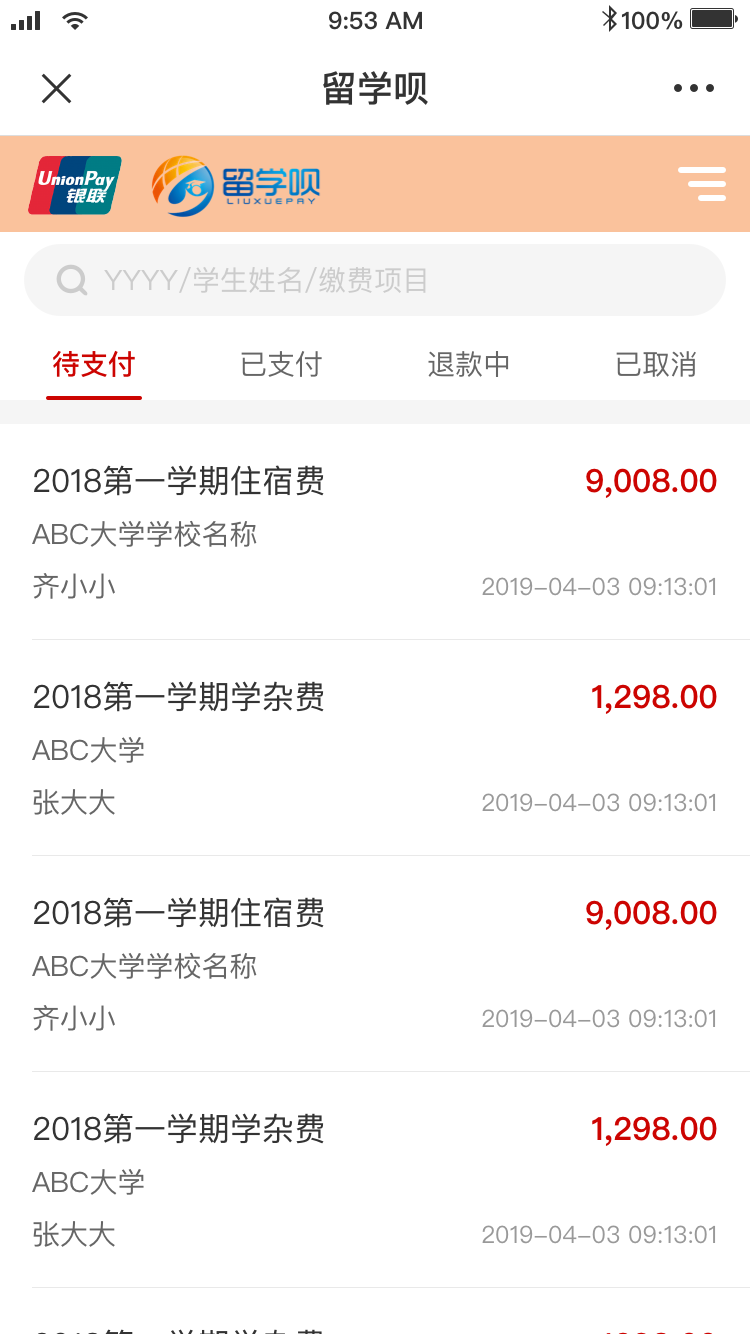 9:53 AM
100%
留学呗
UnionPay
银联
留学呗
LIUXUEPAY
YYYY/学生姓名/缴费项目
待支付 已支付 退款中 已取消
2018第一学期住宿费 9,008.00
ABC大学学校名称
齐小小 2019-04-03 09:13:01
2018第一学期学杂费 1,298.00
ABC大学
张大大 2019-04-03 09:13:01
2018第一学期住宿费 9,008.00
ABC大学学校名称
齐小小 2019-04-03 09:13:01
2018第一学期学杂费 1,298.00
ABC大学
张大大 2019-04-03 09:13:01